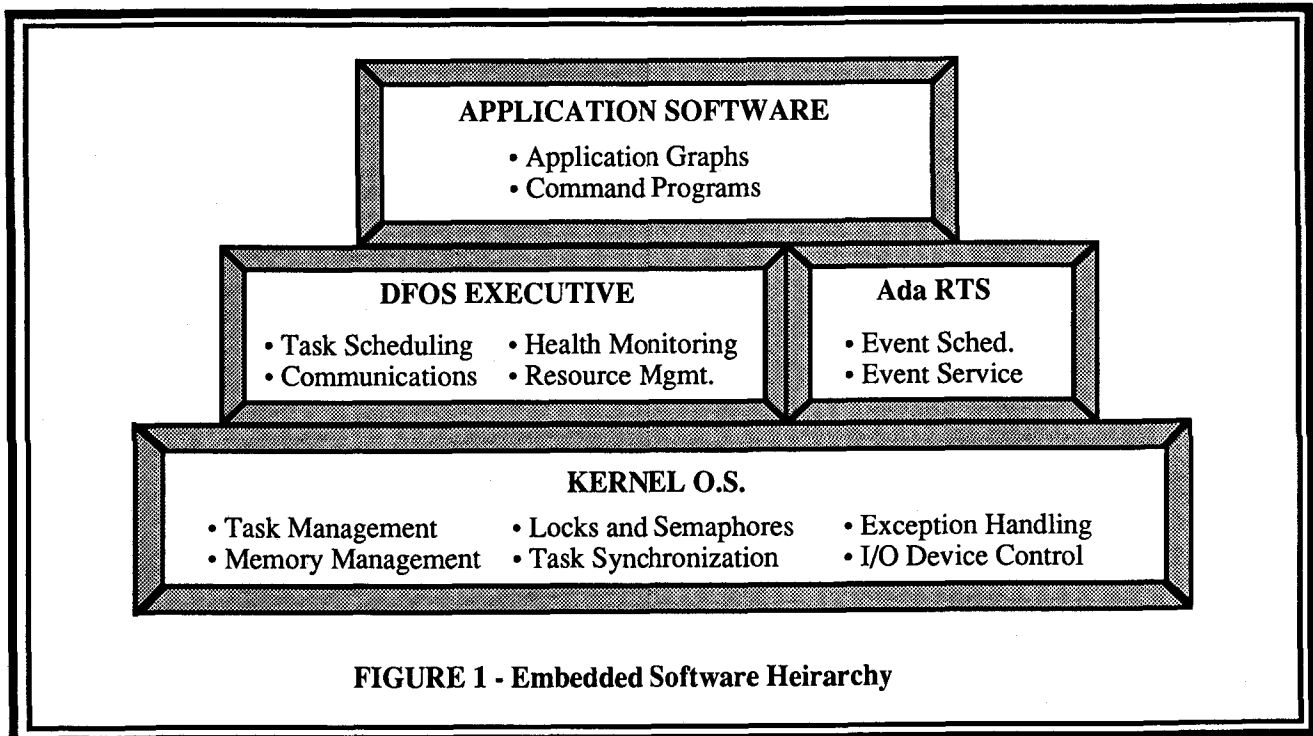 APPLICATION SOFTWARE
• Application Graphs
• Command Programs
DFOS EXECUTIVE
• Task Scheduling • Health Monitoring
• Communications • Resource Mgmt.
Ada RTS
• Event Sched.
• Event Service
KERNEL O.S.
• Task Management • Locks and Semaphores • Exception Handling
• Memory Management • Task Synchronization • I/O Device Control
FIGURE 1 - Embedded Software Heirarchy